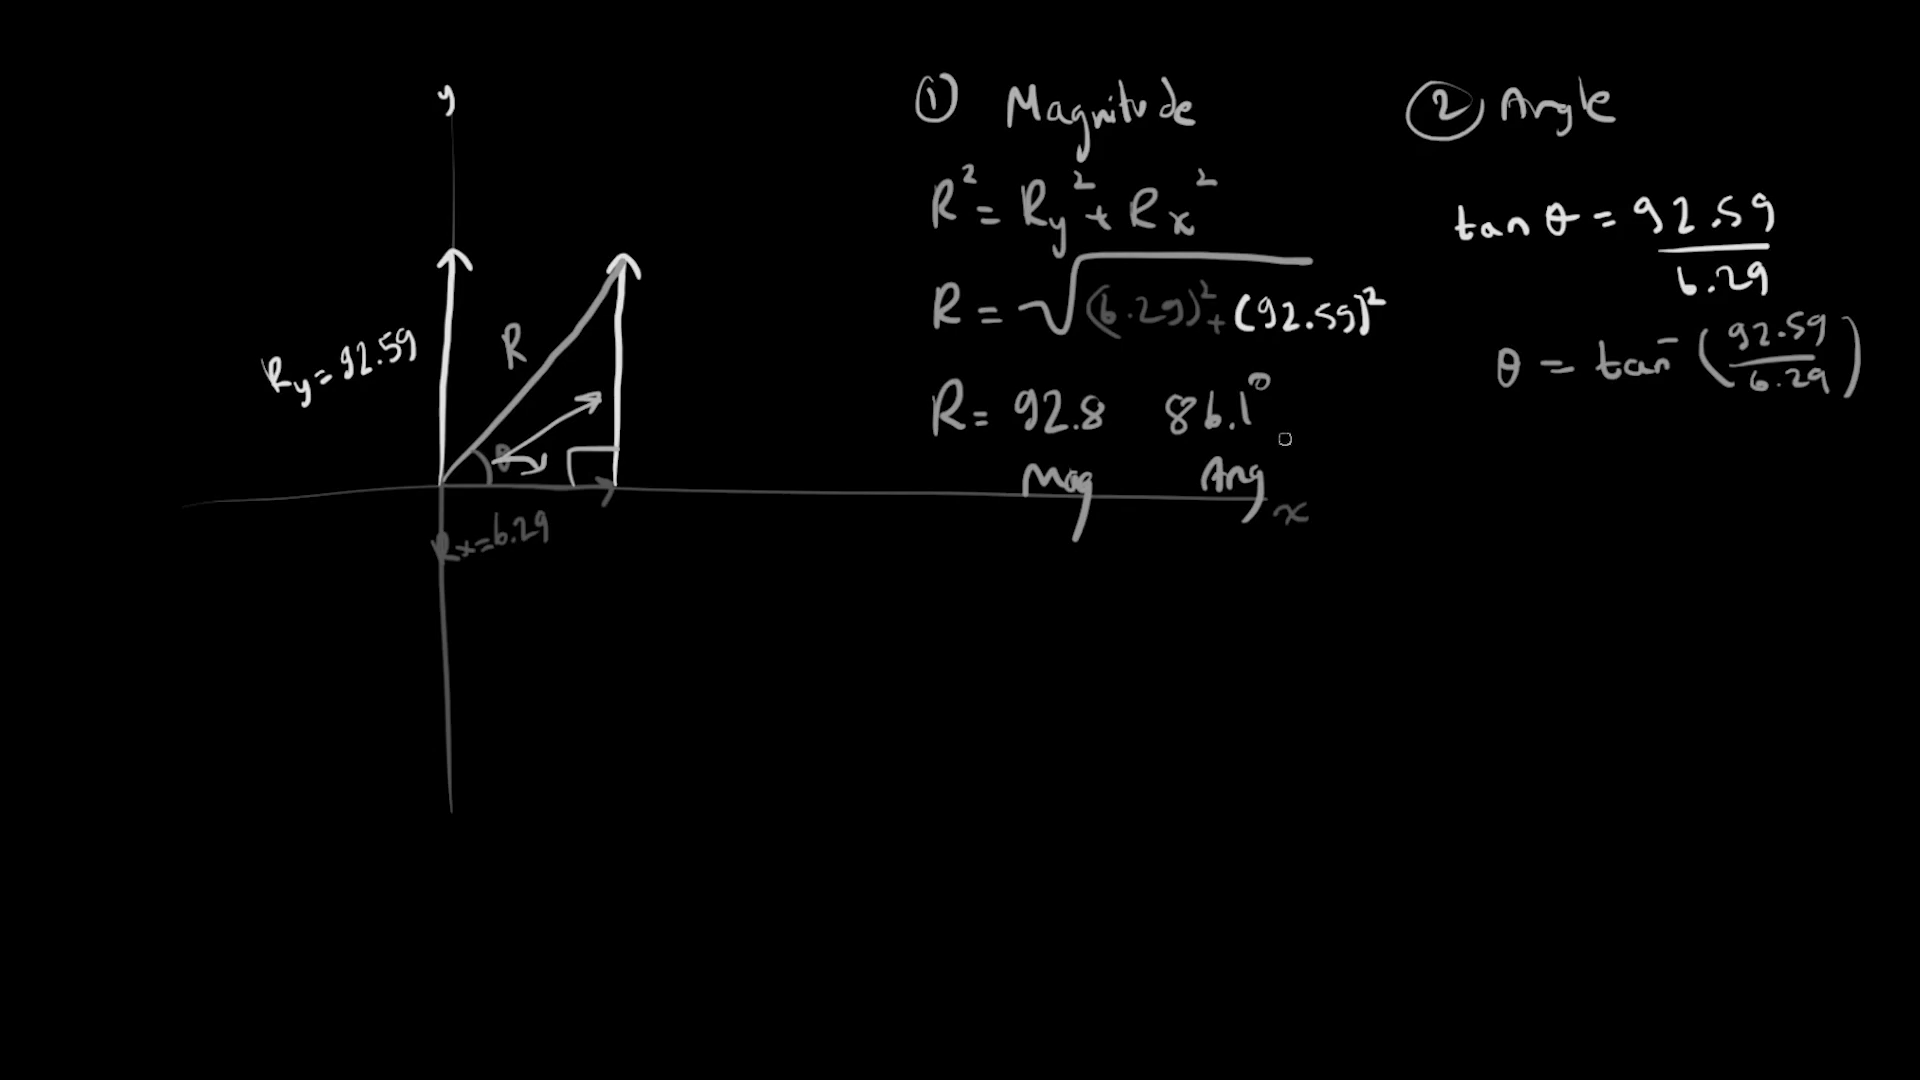 y
Ry = 92.59
R
θ
Rx = 6.29
x
① Magnitude
R² = Ry² + Rx²
R = √(6.29)² + (92.59)²
R = 92.8 86.1°
Mag Ang
② Angle
tan θ = 92.59
6.29
θ = tan⁻ (92.59
6.29)